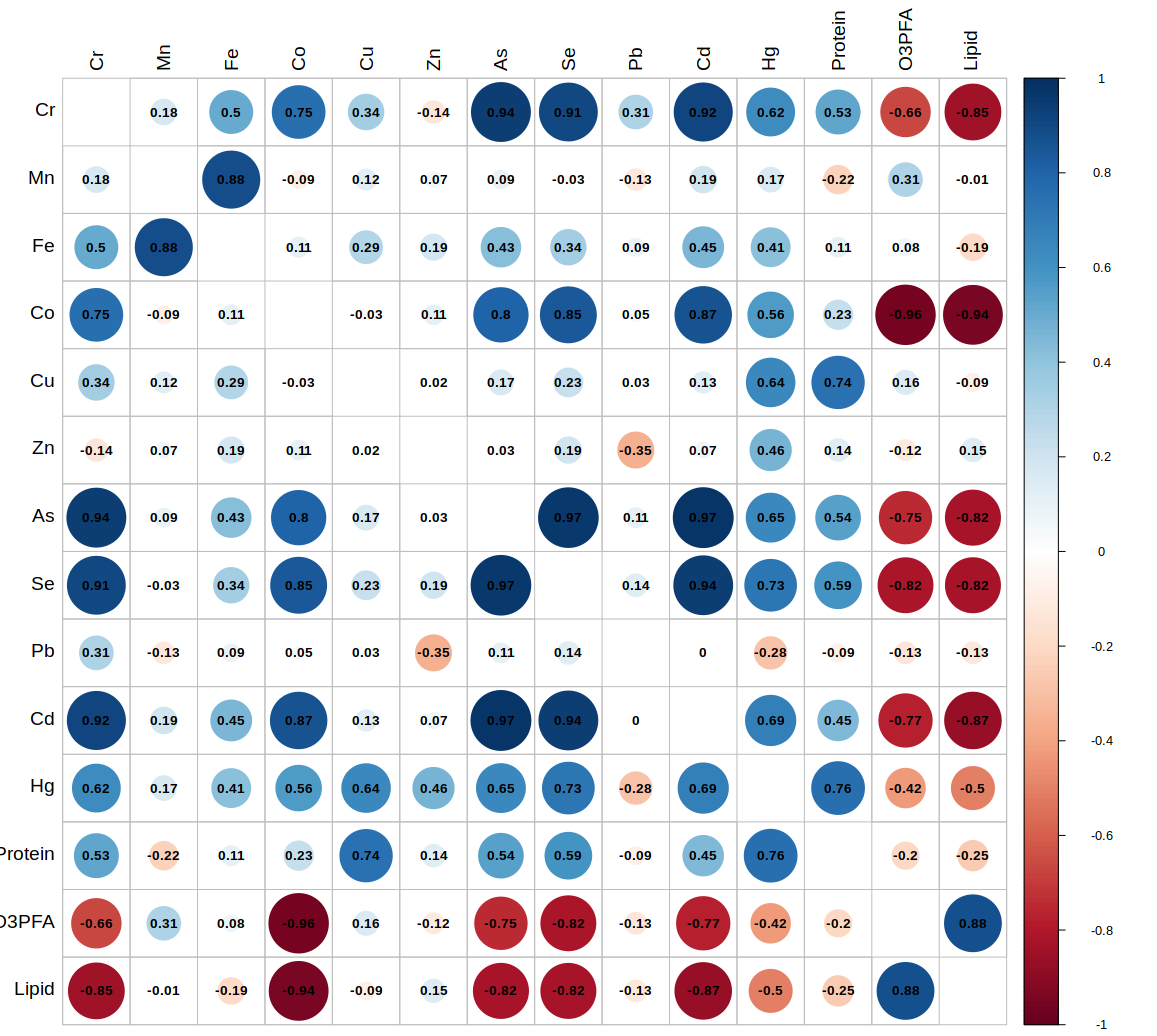 Cr Mn Fe Co Cu Zn As Se Pb Cd Hg Protein O3PFA Lipid
1
Cr 0.18 0.5 0.75 0.34 -0.14 0.94 0.91 0.31 0.92 0.62 0.53 -0.66 -0.85
Mn 0.18 0.88 -0.09 0.12 0.07 0.09 -0.03 -0.13 0.19 0.17 -0.22 0.31 -0.01
0.8
Fe 0.5 0.88 0.11 0.29 0.19 0.43 0.34 0.09 0.45 0.41 0.11 0.08 -0.19
0.6
Co 0.75 -0.09 0.11 -0.03 0.11 0.8 0.85 0.05 0.87 0.56 0.23 -0.96 -0.94
0.4
Cu 0.34 0.12 0.29 -0.03 0.02 0.17 0.23 0.03 0.13 0.64 0.74 0.16 -0.09
Zn -0.14 0.07 0.19 0.11 0.02 0.03 0.19 -0.35 0.07 0.46 0.14 -0.12 0.15
0.2
As 0.94 0.09 0.43 0.8 0.17 0.03 0.97 0.11 0.97 0.65 0.54 -0.75 -0.82
0
Se 0.91 -0.03 0.34 0.85 0.23 0.19 0.97 0.14 0.94 0.73 0.59 -0.82 -0.82
-0.2
Pb 0.31 -0.13 0.09 0.05 0.03 -0.35 0.11 0.14 0 -0.28 -0.09 -0.13 -0.13
Cd 0.92 0.19 0.45 0.87 0.13 0.07 0.97 0.94 0 0.69 0.45 -0.77 -0.87
-0.4
Hg 0.62 0.17 0.41 0.56 0.64 0.46 0.65 0.73 -0.28 0.69 0.76 -0.42 -0.5
-0.6
Protein 0.53 -0.22 0.11 0.23 0.74 0.14 0.54 0.59 -0.09 0.45 0.76 -0.2 -0.25
O3PFA -0.66 0.31 0.08 -0.96 0.16 -0.12 -0.75 -0.82 -0.13 -0.77 -0.42 -0.2 0.88
-0.8
Lipid -0.85 -0.01 -0.19 -0.94 -0.09 0.15 -0.82 -0.82 -0.13 -0.87 -0.5 -0.25 0.88
-1